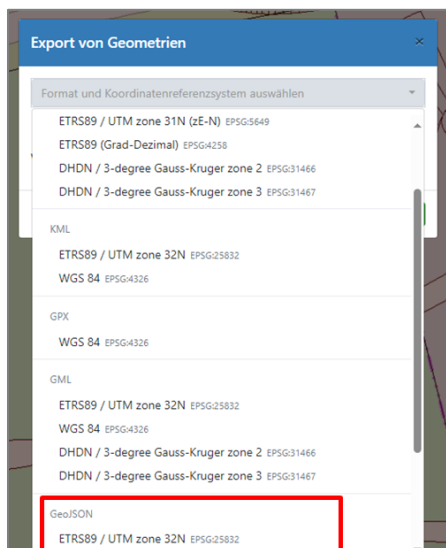 Export von Geometrien ×
Format und Koordinatenreferenzsystem auswählen
ETRS89 / UTM zone 31N (zE-N) EPSG:5649
ETRS89 (Grad-Dezimal) EPSG:4258
DHDN / 3-degree Gauss-Kruger zone 2 EPSG:31466
DHDN / 3-degree Gauss-Kruger zone 3 EPSG:31467
KML
ETRS89 / UTM zone 32N EPSG:25832
WGS 84 EPSG:4326
GPX
WGS 84 EPSG:4326
GML
ETRS89 / UTM zone 32N EPSG:25832
WGS 84 EPSG:4326
DHDN / 3-degree Gauss-Kruger zone 2 EPSG:31466
DHDN / 3-degree Gauss-Kruger zone 3 EPSG:31467
GeoJSON
ETRS89 / UTM zone 32N EPSG:25832